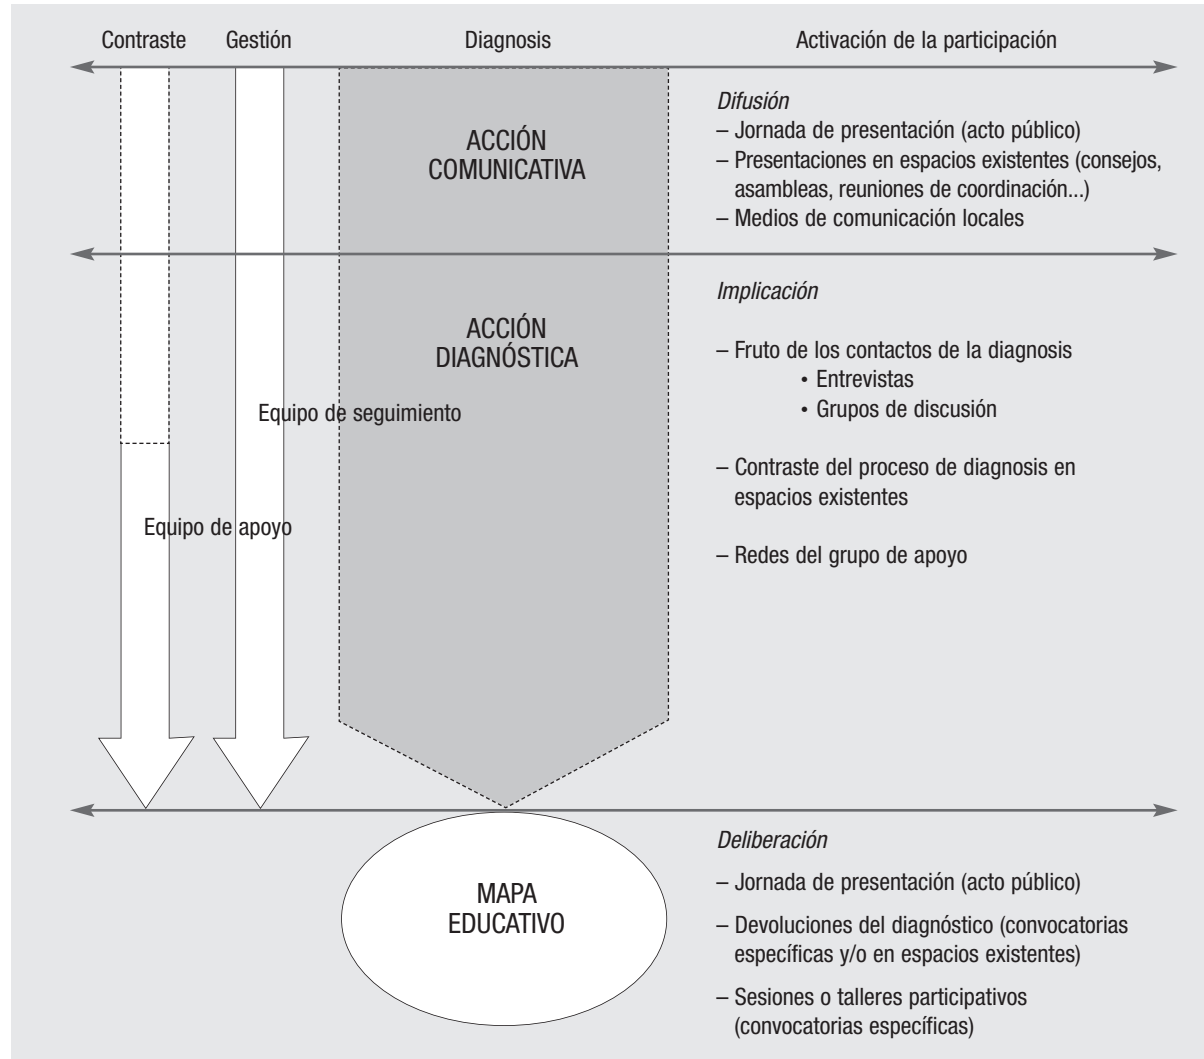 Contraste
Gestión
Diagnosis
Activación de la participación
ACCIÓN
COMUNICATIVA
Difusión
– Jornada de presentación (acto público)
– Presentaciones en espacios existentes (consejos,
asambleas, reuniones de coordinación...)
– Medios de comunicación locales
ACCIÓN
DIAGNÓSTICA
Equipo de seguimiento
Equipo de apoyo
Implicación
– Fruto de los contactos de la diagnosis
• Entrevistas
• Grupos de discusión
– Contraste del proceso de diagnosis en
espacios existentes
– Redes del grupo de apoyo
MAPA
EDUCATIVO
Deliberación
– Jornada de presentación (acto público)
– Devoluciones del diagnóstico (convocatorias
específicas y/o en espacios existentes)
– Sesiones o talleres participativos
(convocatorias específicas)